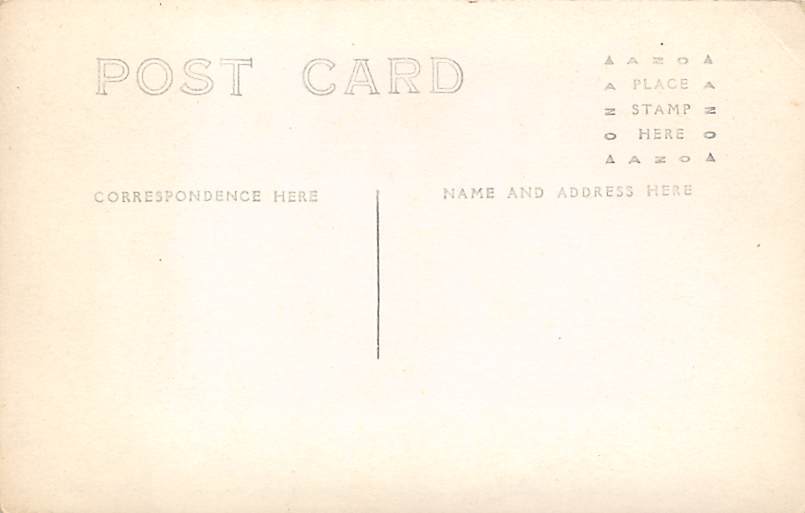 POST CARD
▲ A Z O ▲
A PLACE A
Z STAMP Z
O HERE O
▲ A Z O ▲
CORRESPONDENCE HERE
NAME AND ADDRESS HERE